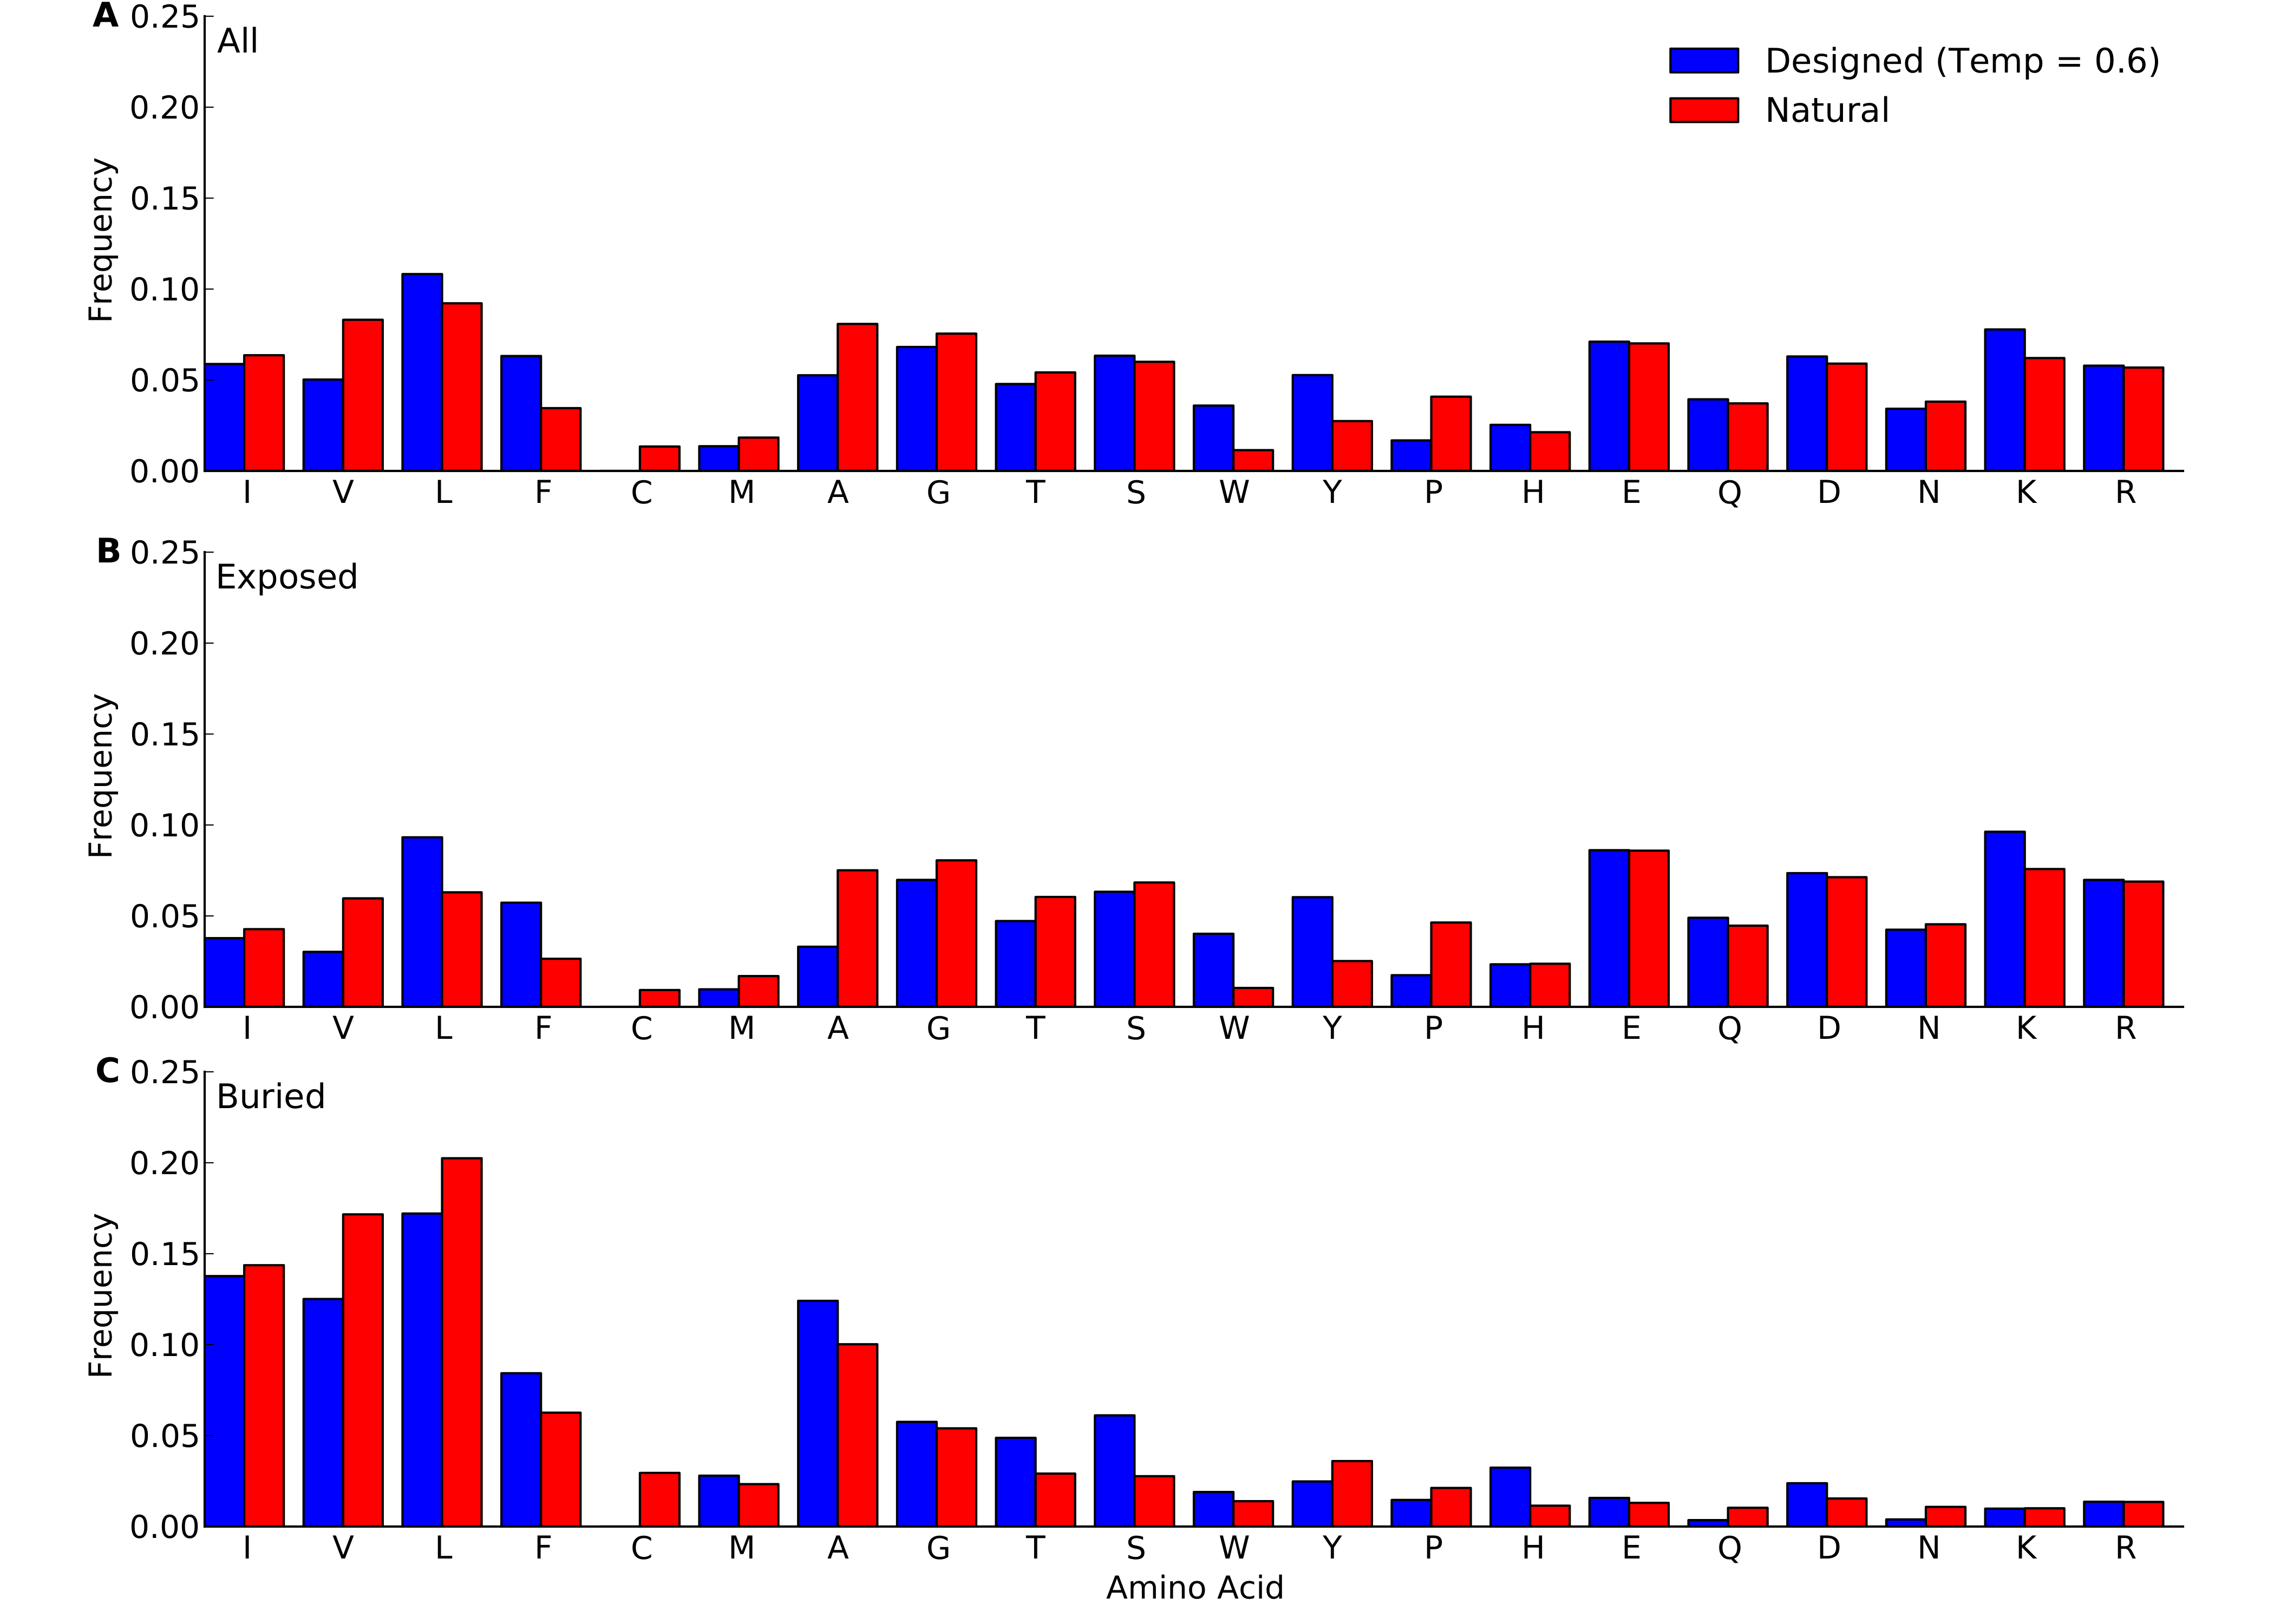 A
All
Designed (Temp = 0.6)
Natural
Frequency
0.25
0.20
0.15
0.10
0.05
0.00
I V L F C M A G T S W Y P H E Q D N K R
B
Exposed
Frequency
0.25
0.20
0.15
0.10
0.05
0.00
I V L F C M A G T S W Y P H E Q D N K R
C
Buried
Frequency
0.25
0.20
0.15
0.10
0.05
0.00
I V L F C M A G T S W Y P H E Q D N K R
Amino Acid